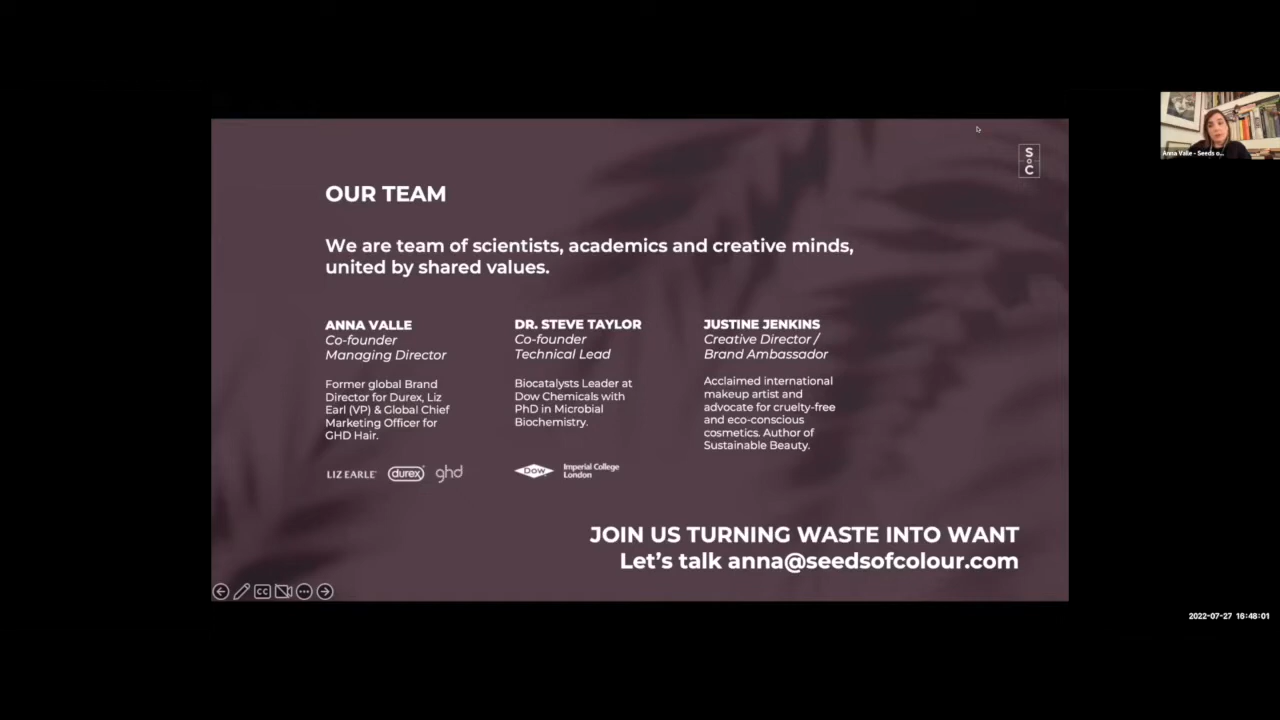 S
o
C
OUR TEAM
We are team of scientists, academics and creative minds,
united by shared values.
ANNA VALLE
Co-founder
Managing Director
Former global Brand
Director for Durex, Liz
Earl (VP) & Global Chief
Marketing Officer for
GHD Hair.
LIZ EARLE durex ghd
DR. STEVE TAYLOR
Co-founder
Technical Lead
Biocatalysts Leader at
Dow Chemicals with
PhD in Microbial
Biochemistry.
Dow Imperial College
London
JUSTINE JENKINS
Creative Director /
Brand Ambassador
Acclaimed international
makeup artist and
advocate for cruelty-free
and eco-conscious
cosmetics. Author of
Sustainable Beauty.
JOIN US TURNING WASTE INTO WANT
Let's talk anna@seedsofcolour.com
CC
Anna Valle - Seeds o...
2022-07-27 16:48:01